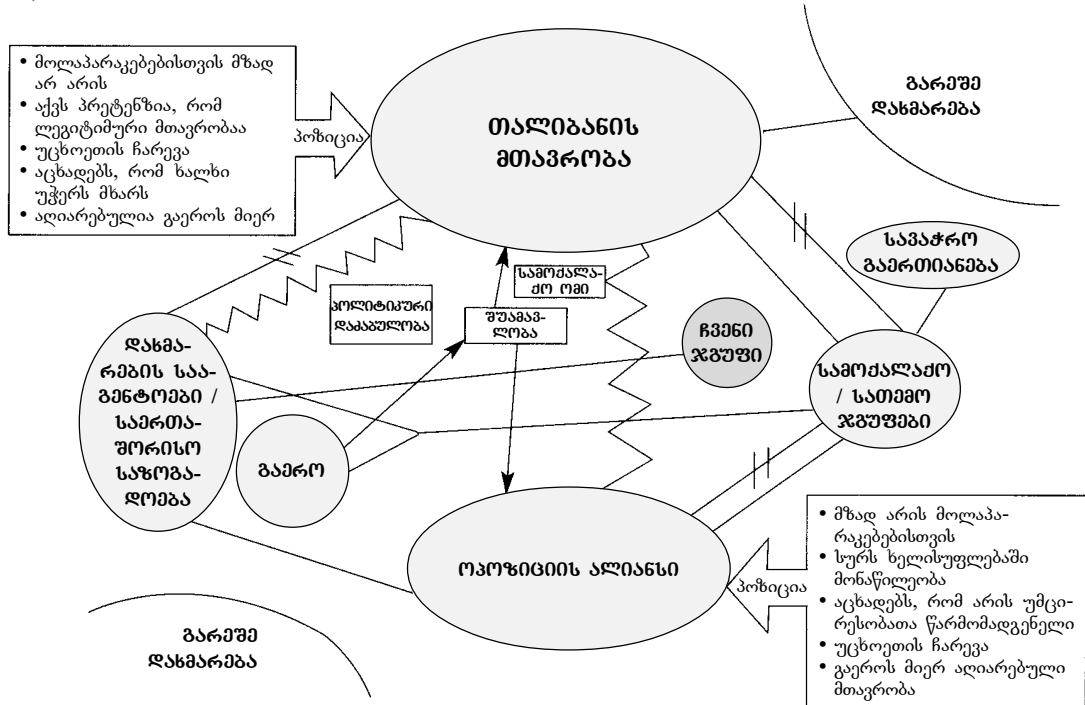 • მოლაპარაკებებისთვის მზად
არ არის
• აქვს პრეტენზია, რომ
ლეგიტიმური მთავრობაა
• უცხოეთის ჩარევა
• აცხადებს, რომ ხალხი
უჭერს მხარს
• აღიარებულია გაეროს მიერ
პოზიცია
თალიბანის
მთავრობა
გარეშე
დახმარება
სავაჭრო
გაერთიანება
სამოქალა-
ქო ომი
პოლიტიკური
დაძაბულობა
შუამავ-
ლობა
ჩვენი
ჯგუფი
დახმა-
რების საა-
გენტოები /
საერთა-
შორისო
საზოგა-
დოება
გაერო
სამოქალაქო
/ სათემო
ჯგუფები
ოპოზიციის ალიანსი
პოზიცია
• მზად არის მოლაპა-
რაკებებისთვის
• სურს ხელისუფლებაში
მონაწილეობა
• აცხადებს, რომ არის უმცი-
რესობათა წარმომადგენელი
• უცხოეთის ჩარევა
• გაეროს მიერ აღიარებული
მთავრობა
გარეშე
დახმარება